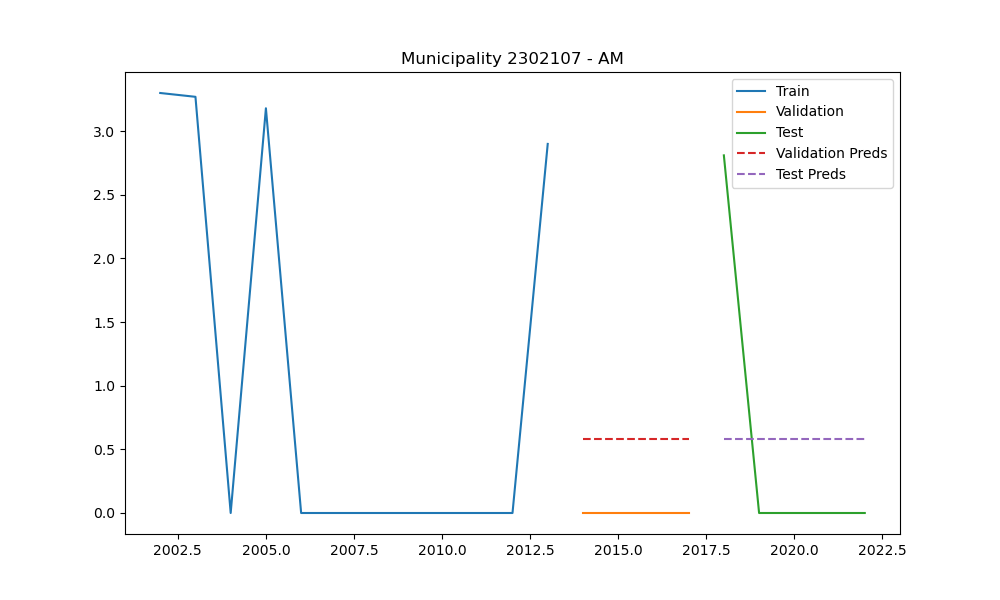 Municipality 2302107 - AM
Train
Validation
Test
Validation Preds
Test Preds
3.0
2.5
2.0
1.5
1.0
0.5
0.0
2002.5 2005.0 2007.5 2010.0 2012.5 2015.0 2017.5 2020.0 2022.5